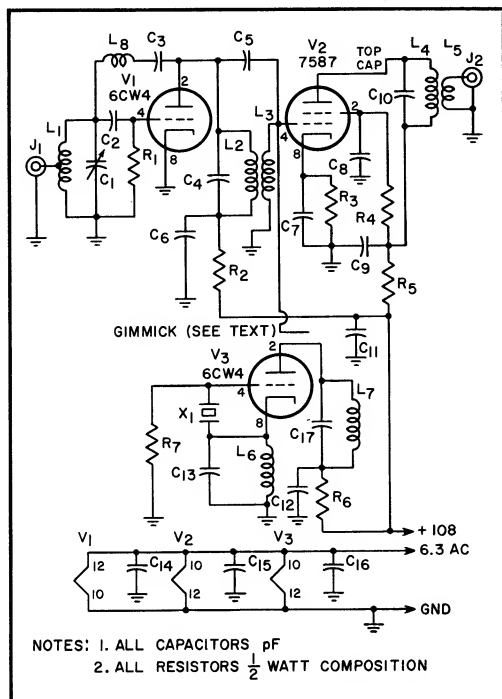 L8
C3
C5
V1
6CW4
V2
7587
TOP
CAP
L4
L5
J2
2
C10
J1
L1
C2
4
R1
C1
8
L2
L3
C4
4
2
8
C8
C6
C7
R3
R4
C9
R2
R5
GIMMICK (SEE TEXT)
C11
V3
6CW4
2
4
X1
8
C17
L7
R7
C13
L6
C12
R6
+ 108
V1
V2
V3
6.3 AC
12
10
C14
10
12
C15
10
12
C16
GND
NOTES: 1. ALL CAPACITORS pF
2. ALL RESISTORS 1/2 WATT COMPOSITION